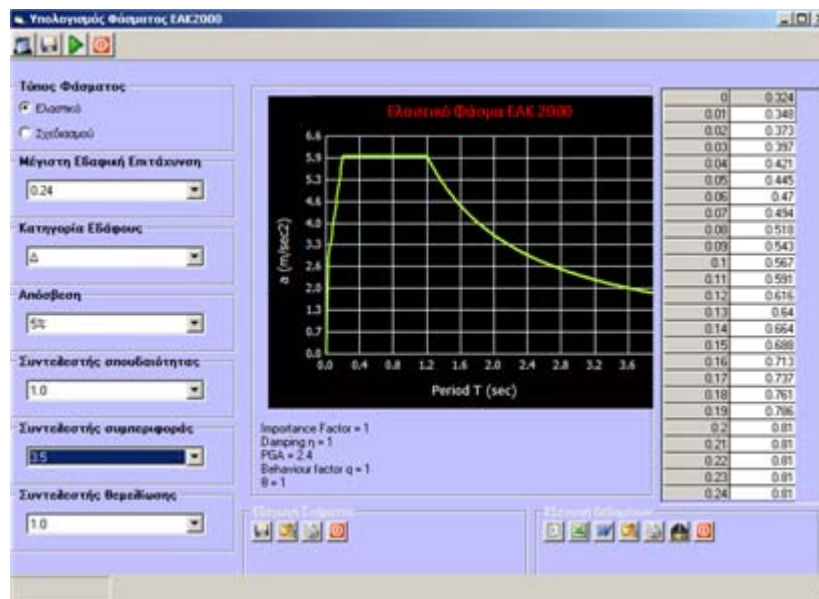 Υπολογισμός Φάσματος ΕΑΚ2000
Τύπος Φάσματος
Ελαστικό
Σχεδιασμού
Μέγιστη Εδαφική Επιτάχυνση
0.24
Κατηγορία Εδάφους
Δ
Απόσβεση
5%
Συντελεστής σπουδαιότητας
1.0
Συντελεστής συμπεριφοράς
3.5
Συντελεστής θεμελίωσης
1.0
Ελαστικό Φάσμα ΕΑΚ 2000
a (m/sec2)
6.6
5.9
5.3
4.6
4.0
3.3
2.6
2.0
1.3
0.7
0.0
0.0 0.4 0.8 1.2 1.6 2.0 2.4 2.8 3.2 3.6
Period T (sec)
Importance Factor = 1
Damping η = 1
PGA = 2.4
Behaviour factor q = 1
θ = 1
0 0.324
0.01 0.348
0.02 0.373
0.03 0.397
0.04 0.421
0.05 0.445
0.06 0.47
0.07 0.494
0.08 0.518
0.09 0.543
0.1 0.567
0.11 0.591
0.12 0.616
0.13 0.64
0.14 0.664
0.15 0.688
0.16 0.713
0.17 0.737
0.18 0.761
0.19 0.786
0.2 0.81
0.21 0.81
0.22 0.81
0.23 0.81
0.24 0.81
Εξαγωγή Σχήματος
Εξαγωγή δεδομένων